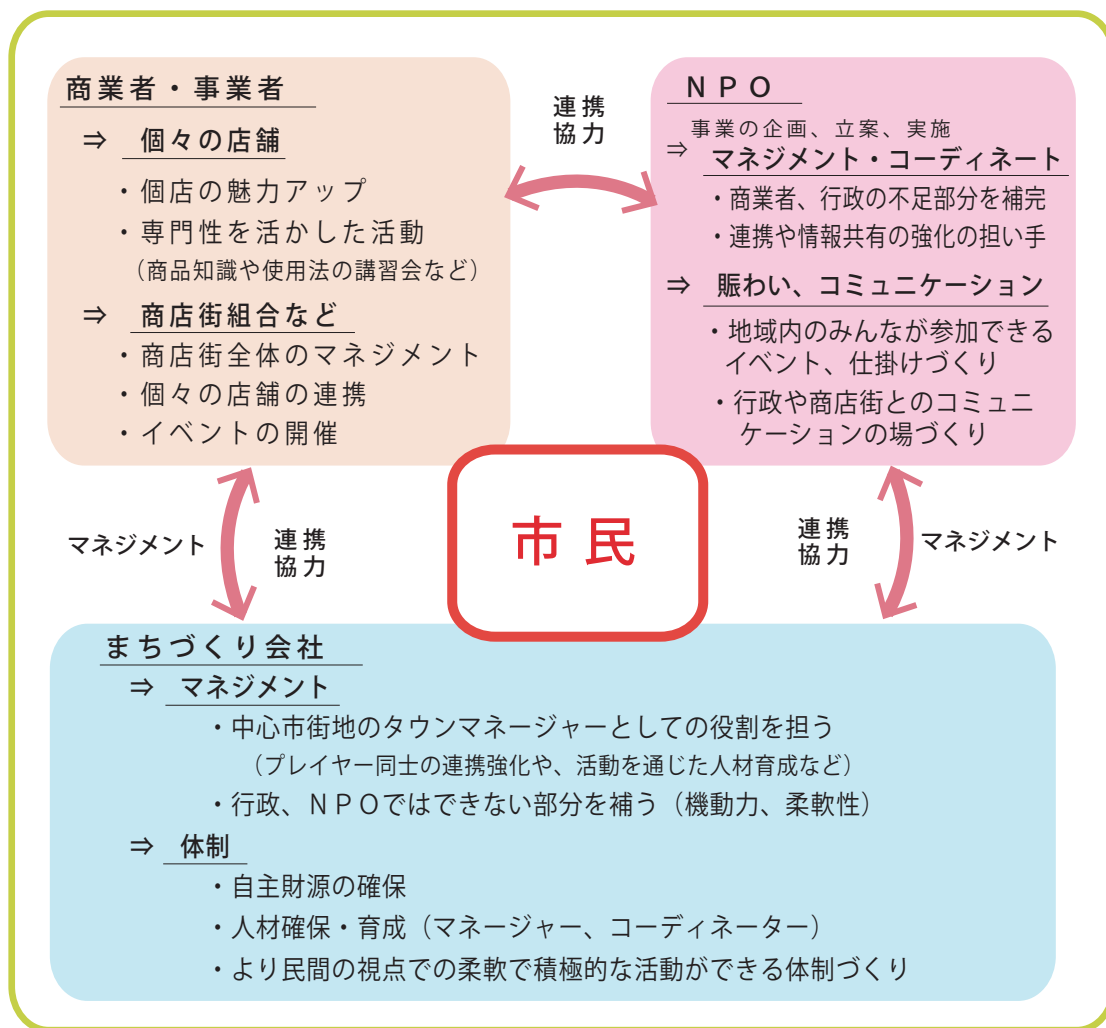 商業者・事業者
⇒ 個々の店舗
・個店の魅力アップ
・専門性を活かした活動
（商品知識や使用法の講習会など）
⇒ 商店街組合など
・商店街全体のマネジメント
・個々の店舗の連携
・イベントの開催
連携
協力
ＮＰＯ
事業の企画、立案、実施
⇒ マネジメント・コーディネート
・商業者、行政の不足部分を補完
・連携や情報共有の強化の担い手
⇒ 賑わい、コミュニケーション
・地域内のみんなが参加できる
イベント、仕掛けづくり
・行政や商店街とのコミュニ
ケーションの場づくり
マネジメント
連携
協力
市民
連携
協力
マネジメント
まちづくり会社
⇒ マネジメント
・中心市街地のタウンマネージャーとしての役割を担う
（プレイヤー同士の連携強化や、活動を通じた人材育成など）
・行政、ＮＰＯではできない部分を補う（機動力、柔軟性）
⇒ 体制
・自主財源の確保
・人材確保・育成（マネージャー、コーディネーター）
・より民間の視点での柔軟で積極的な活動ができる体制づくり